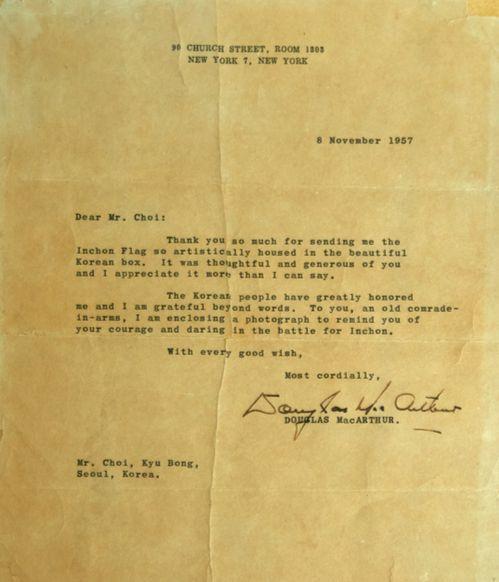 90 CHURCH STREET, ROOM 1303
NEW YORK 7, NEW YORK
8 November 1957
Dear Mr. Choi:
Thank you so much for sending me the
Inchon Flag so artistically housed in the beautiful
Korean box. It was thoughtful and generous of you
and I appreciate it more than I can say.
The Korean people have greatly honored
me and I am grateful beyond words. To you, an old comrade-
in-arms, I am enclosing a photograph to remind you of
your courage and daring in the battle for Inchon.
With every good wish,
Most cordially,
Douglas MacArthur
DOUGLAS MacARTHUR.
Mr. Choi, Kyu Bong,
Seoul, Korea.